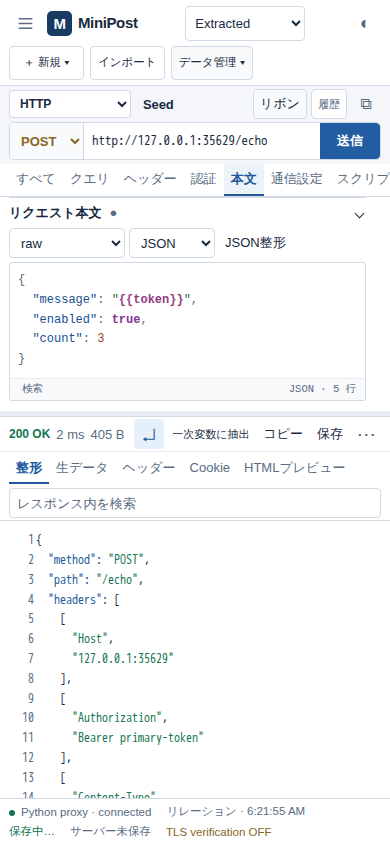 M MiniPost Extracted
＋ 新規 ▾ インポート データ管理 ▾
HTTP Seed リボン 履歴
POST http://127.0.0.1:35629/echo 送信
すべて クエリ ヘッダー 認証 本文 通信設定 スクリプ
リクエスト本文 ●
raw JSON JSON整形
{
"message": "{{token}}",
"enabled": true,
"count": 3
}
検索 JSON · 5 行
200 OK 2 ms 405 B 一次変数に抽出 コピー 保存 ···
整形 生データ ヘッダー Cookie HTMLプレビュー
レスポンス内を検索
1 {
2 "method": "POST",
3 "path": "/echo",
4 "headers": [
5 [
6 "Host",
7 "127.0.0.1:35629"
8 ],
9 [
10 "Authorization",
11 "Bearer primary-token"
12 ],
13 [
14 "Content-Type"
● Python proxy · connected リレーション · 6:21:55 AM
保存中… サーバー未保存 TLS verification OFF